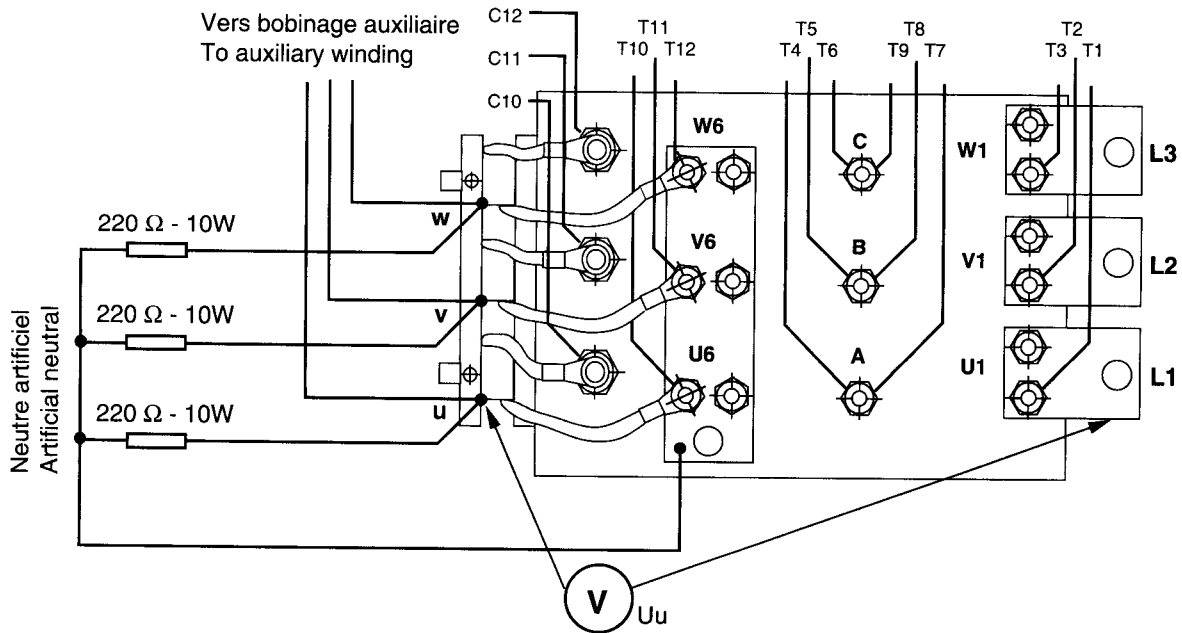 Vers bobinage auxiliaire
To auxiliary winding
C12
C11
C10
T11
T10 T12
T5 T8
T4 T6 T9 T7
T2
T3 T1
W6
C
W1
L3
w
220 Ω - 10W
V6
B
V1
L2
v
220 Ω - 10W
U6
A
U1
L1
u
220 Ω - 10W
Neutre artificiel
Artificial neutral
V
Uu